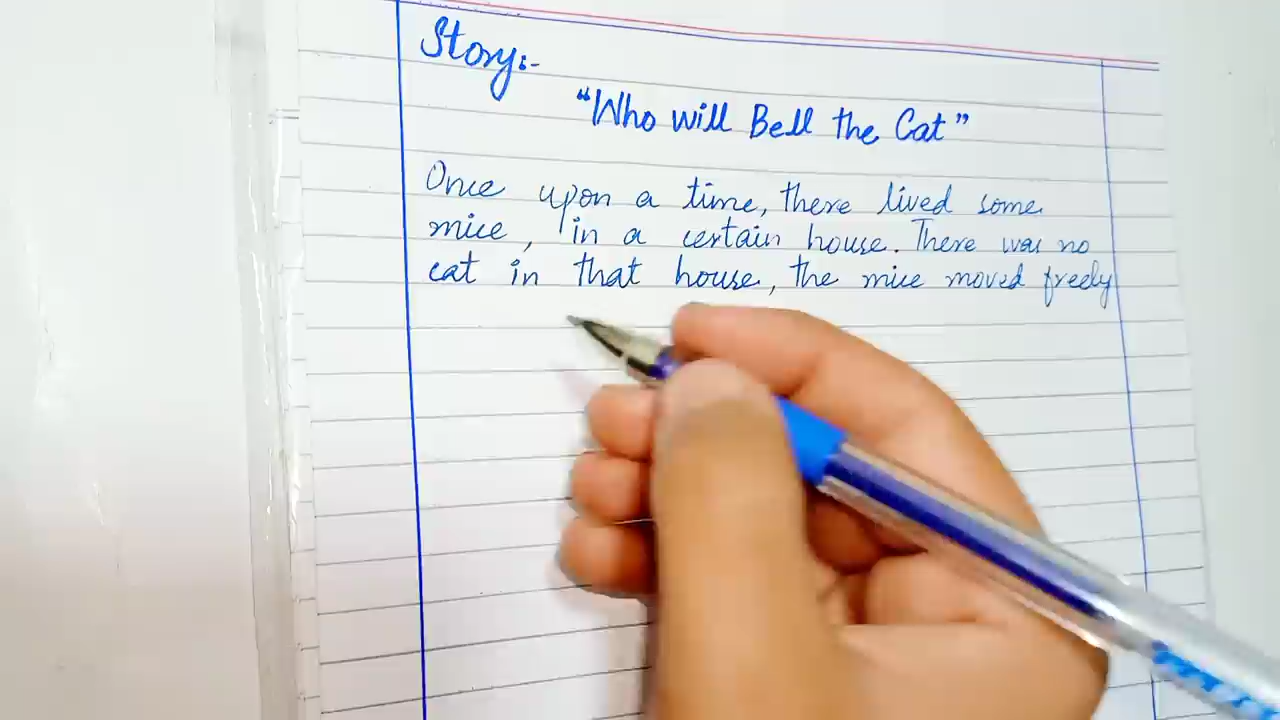 Story:-
"Who will Bell the Cat"
Once upon a time, there lived some
mice, in a certain house. There was no
cat in that house, the mice moved freely